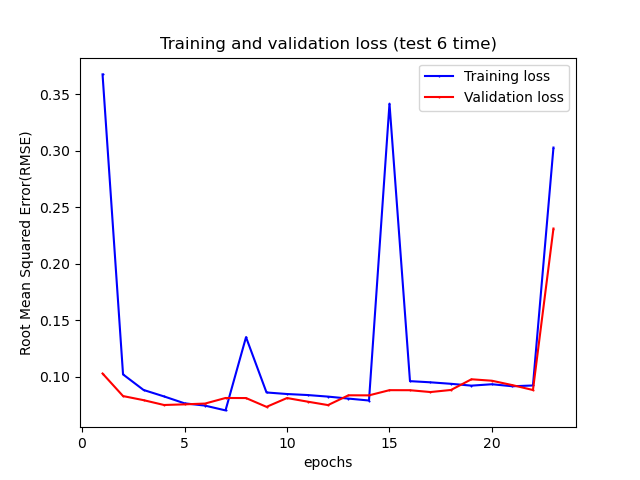 Training and validation loss (test 6 time)
Training loss
Validation loss
Root Mean Squared Error(RMSE)
0.35
0.30
0.25
0.20
0.15
0.10
0 5 10 15 20
epochs